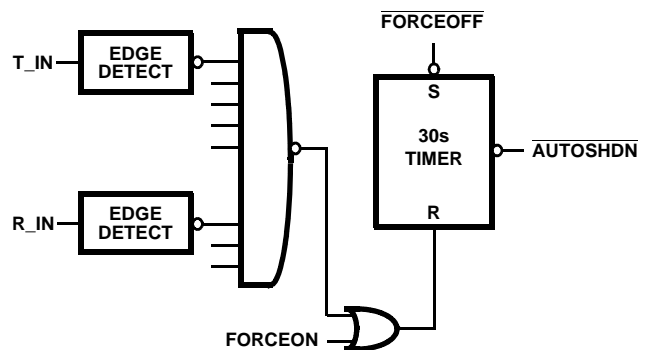 FORCEOFF
T_IN
EDGE
DETECT
S
30s
TIMER
AUTOSHDN
R_IN
EDGE
DETECT
R
FORCEON